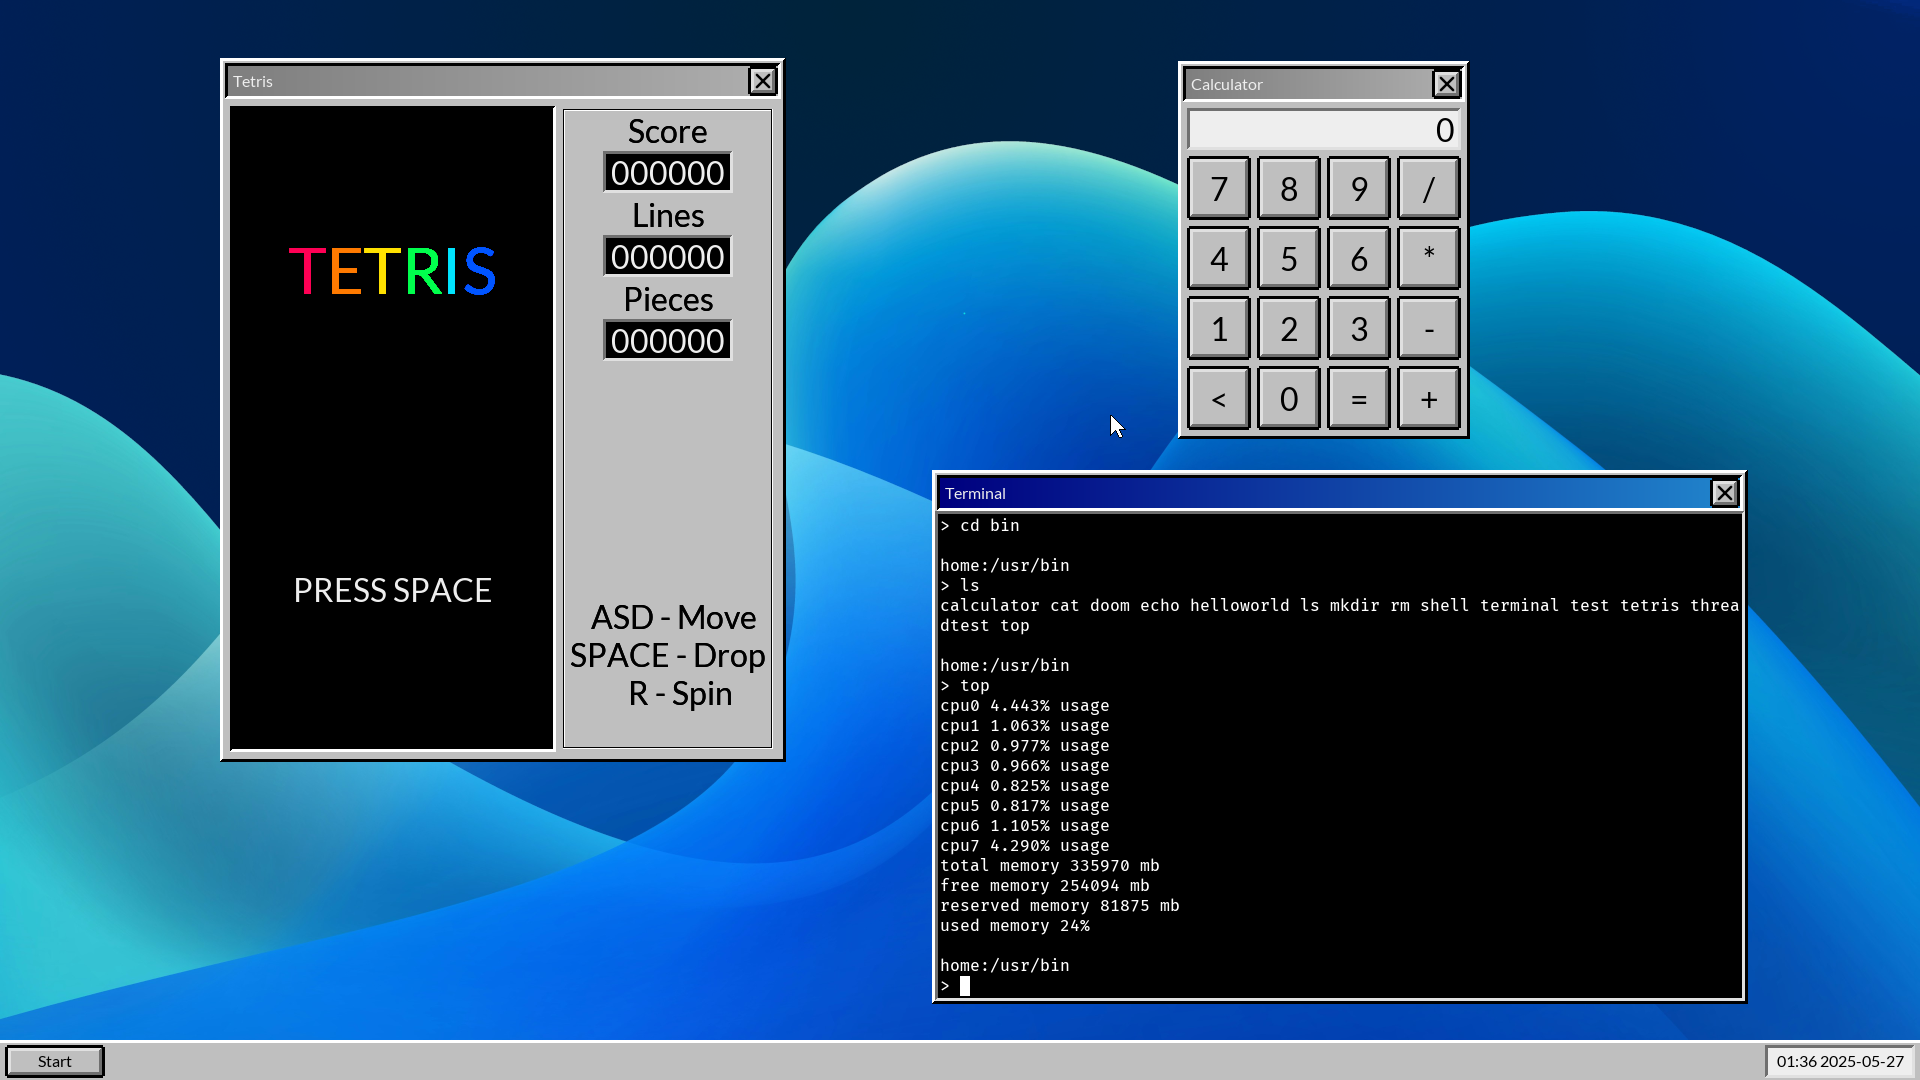 Tetris
TETRIS
PRESS SPACE
Score
000000
Lines
000000
Pieces
000000
ASD - Move
SPACE - Drop
R - Spin
Calculator
0
7 8 9 /
4 5 6 *
1 2 3 -
< 0 = +
Terminal
> cd bin
home:/usr/bin
> ls
calculator cat doom echo helloworld ls mkdir rm shell terminal test tetris threa
dtest top
home:/usr/bin
> top
cpu0 4.443% usage
cpu1 1.063% usage
cpu2 0.977% usage
cpu3 0.966% usage
cpu4 0.825% usage
cpu5 0.817% usage
cpu6 1.105% usage
cpu7 4.290% usage
total memory 335970 mb
free memory 254094 mb
reserved memory 81875 mb
used memory 24%
home:/usr/bin
>
Start
01:36 2025-05-27